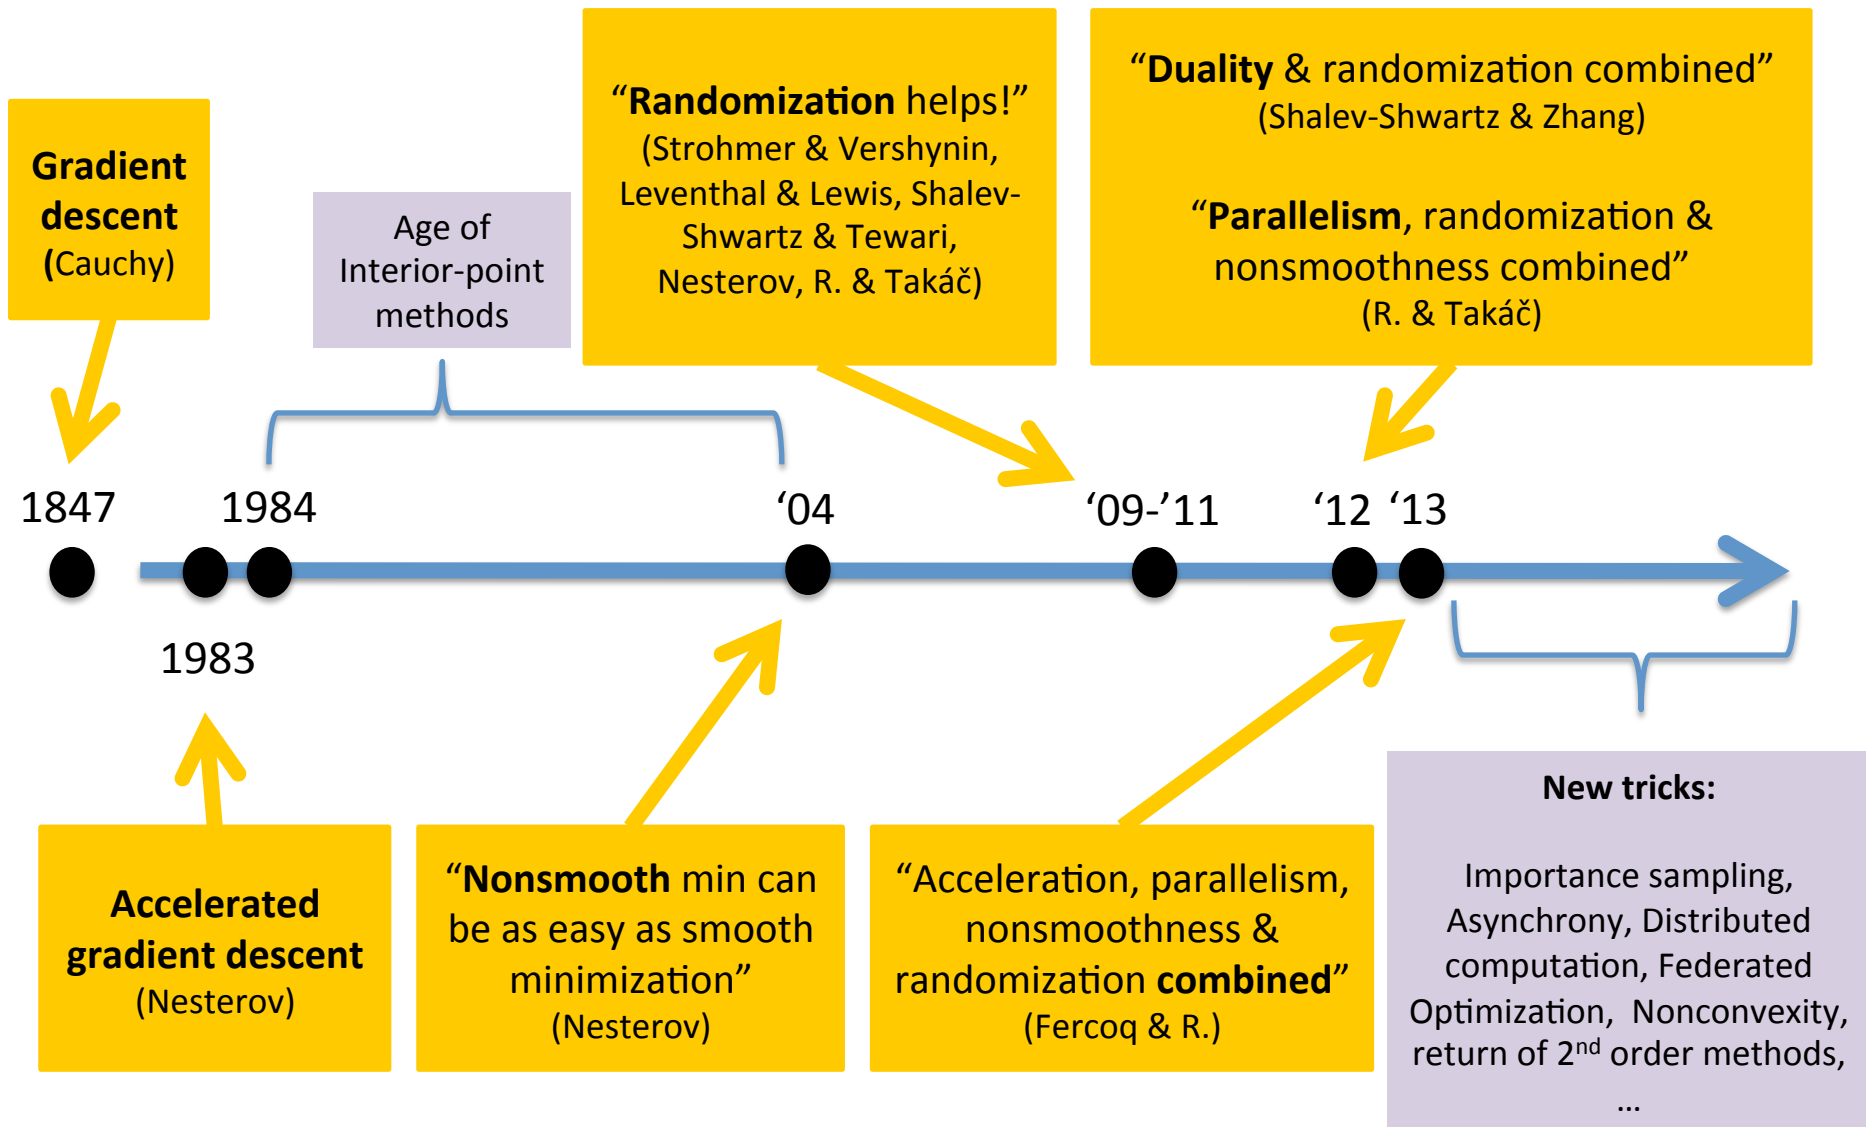 Gradient
descent
(Cauchy)
Age of
Interior-point
methods
“Randomization helps!”
(Strohmer & Vershynin,
Leventhal & Lewis, Shalev-
Shwartz & Tewari,
Nesterov, R. & Takáč)
“Duality & randomization combined”
(Shalev-Shwartz & Zhang)
“Parallelism, randomization &
nonsmoothness combined”
(R. & Takáč)
1847
1984
‘04
‘09-’11
‘12
‘13
1983
Accelerated
gradient descent
(Nesterov)
“Nonsmooth min can
be as easy as smooth
minimization”
(Nesterov)
“Acceleration, parallelism,
nonsmoothness &
randomization combined”
(Fercoq & R.)
New tricks:
Importance sampling,
Asynchrony, Distributed
computation, Federated
Optimization, Nonconvexity,
return of 2nd order methods,
…